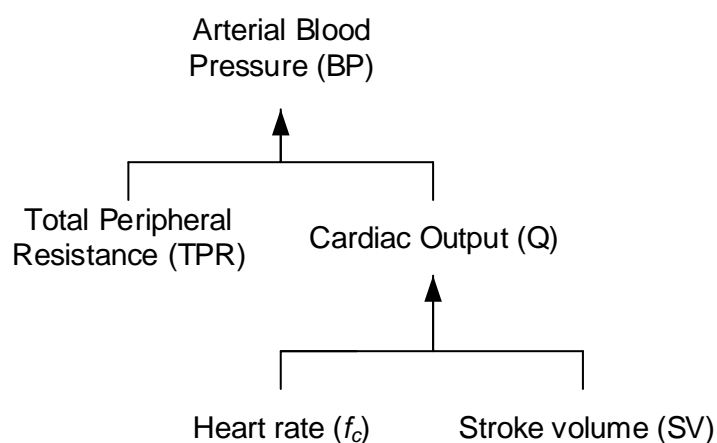 Arterial Blood
Pressure (BP)
Total Peripheral
Resistance (TPR)
Cardiac Output (Q)
Heart rate (fc)
Stroke volume (SV)